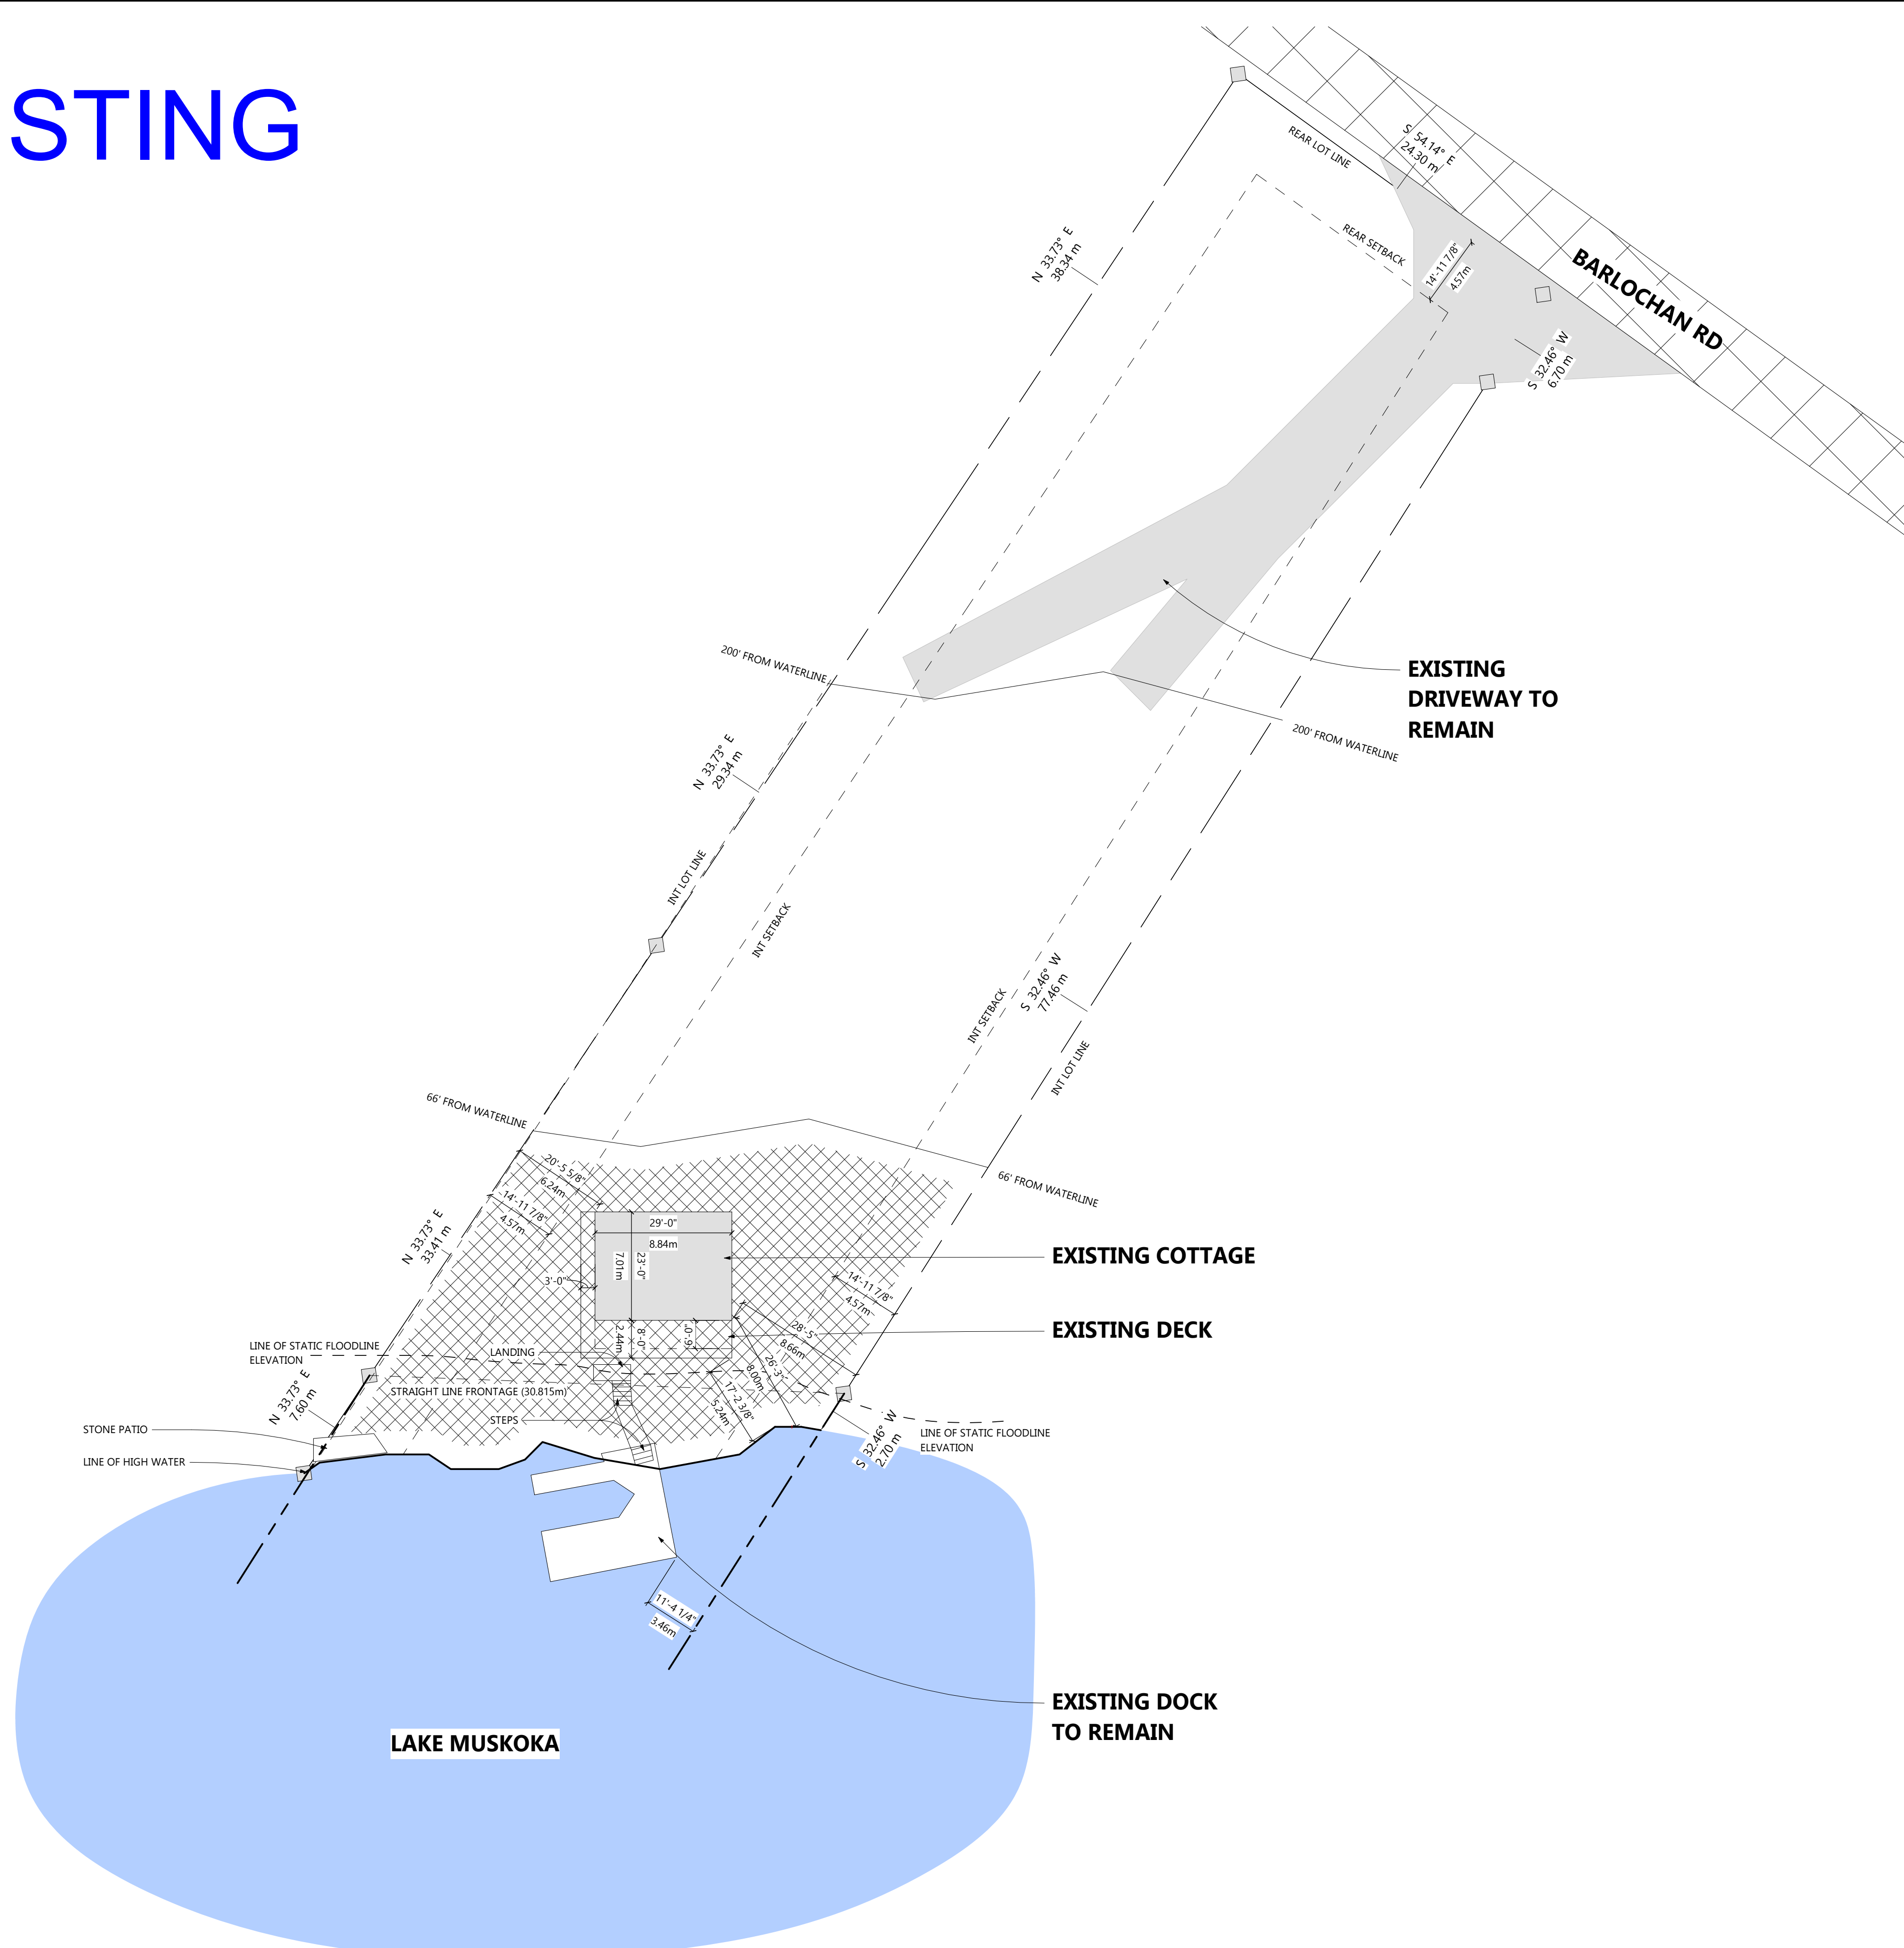 STING
S 54.14° E
24.30 m
REAR LOT LINE
REAR SETBACK
14'-11 7/8"
4.57m
BARLOCHAN RD
S 32.46° W
6.70 m
N 33.73° E
38.34 m
200' FROM WATERLINE
EXISTING
DRIVEWAY TO
REMAIN
200' FROM WATERLINE
N 33.73° E
29.34 m
INT LOT LINE
INT SETBACK
S 32.46° W
77.46 m
INT SETBACK
INT LOT LINE
66' FROM WATERLINE
66' FROM WATERLINE
20'-5 5/8"
6.24m
14'-11 7/8"
4.57m
N 33.73° E
33.41 m
29'-0"
8.84m
7.01m
23'-0"
3'-0"
EXISTING COTTAGE
14'-11 7/8"
4.57m
EXISTING DECK
2.44m
8'-0"
6'-0"
28'-5"
8.66m
26'-3"
8.00m
17'-2 3/8"
5.24m
LINE OF STATIC FLOODLINE
ELEVATION
LANDING
STRAIGHT LINE FRONTAGE (30.815m)
N 33.73° E
7.60 m
STEPS
STONE PATIO
LINE OF HIGH WATER
S 32.46° W
2.70 m
LINE OF STATIC FLOODLINE
ELEVATION
11'-4 1/4"
3.46m
EXISTING DOCK
TO REMAIN
LAKE MUSKOKA